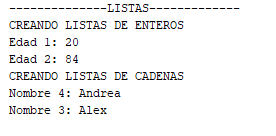 --------------LISTAS-------------
CREANDO LISTAS DE ENTEROS
Edad 1: 20
Edad 2: 84
CREANDO LISTAS DE CADENAS
Nombre 4: Andrea
Nombre 3: Alex